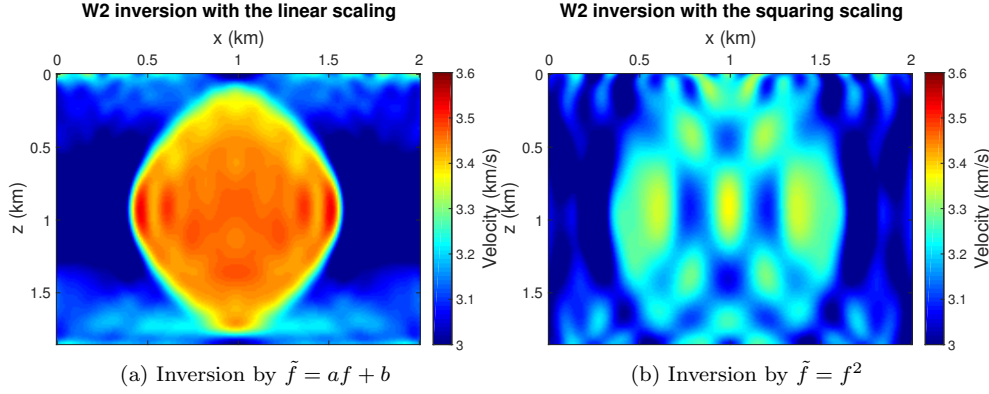 W2 inversion with the linear scaling
x (km)
0 0.5 1 1.5 2
0
0.5
1
1.5
z (km)
3.6
3.5
3.4
3.3
3.2
3.1
3
Velocity (km/s)
(a) Inversion by f̃ = af + b
W2 inversion with the squaring scaling
x (km)
0 0.5 1 1.5 2
0
0.5
1
1.5
z (km)
3.6
3.5
3.4
3.3
3.2
3.1
3
Velocity (km/s)
(b) Inversion by f̃ = f²